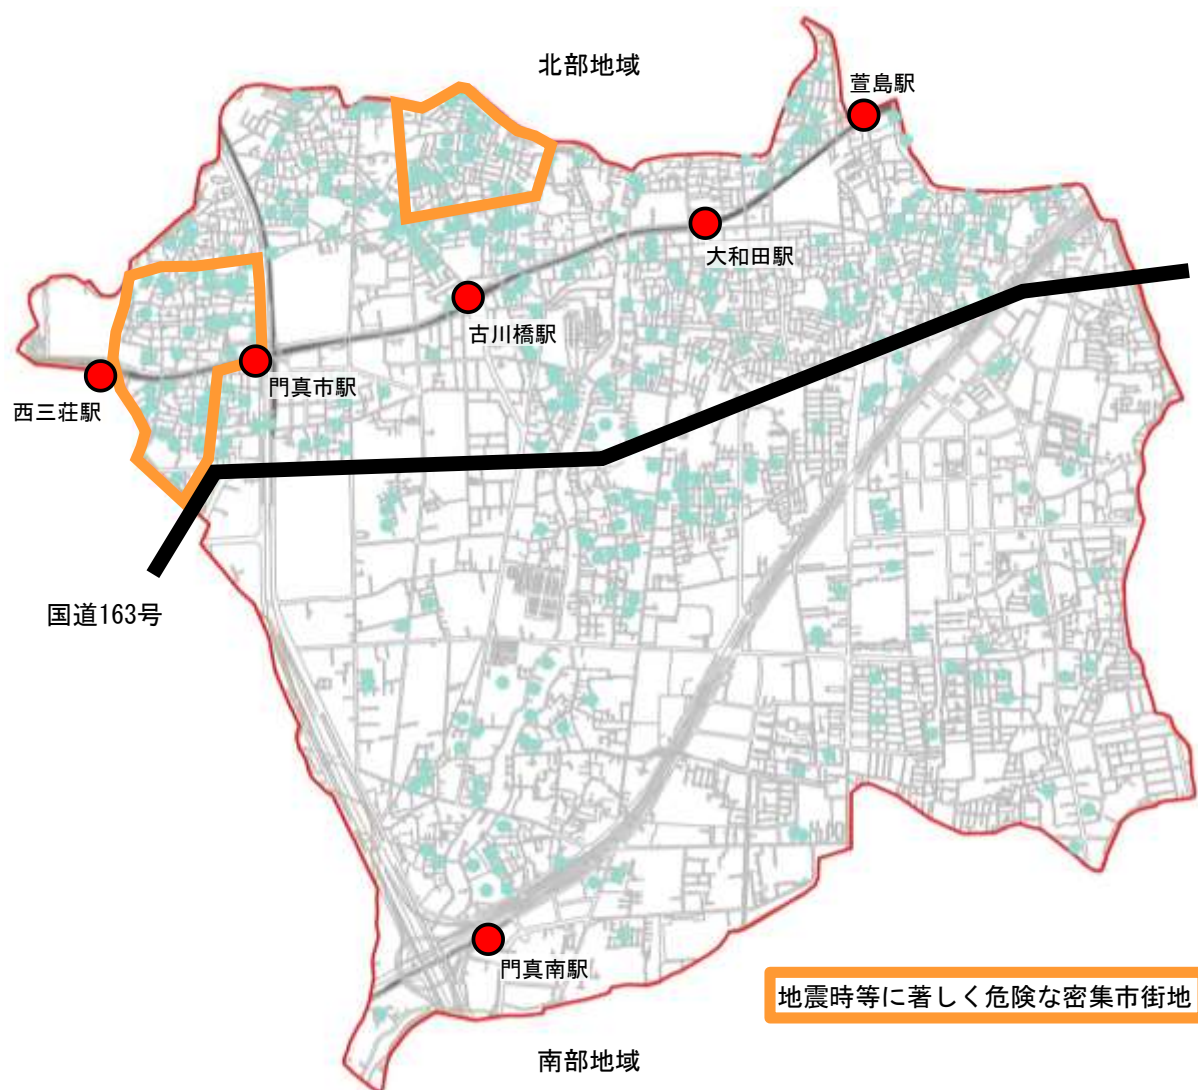 北部地域
萱島駅
大和田駅
古川橋駅
門真市駅
西三荘駅
国道163号
門真南駅
地震時等に著しく危険な密集市街地
南部地域